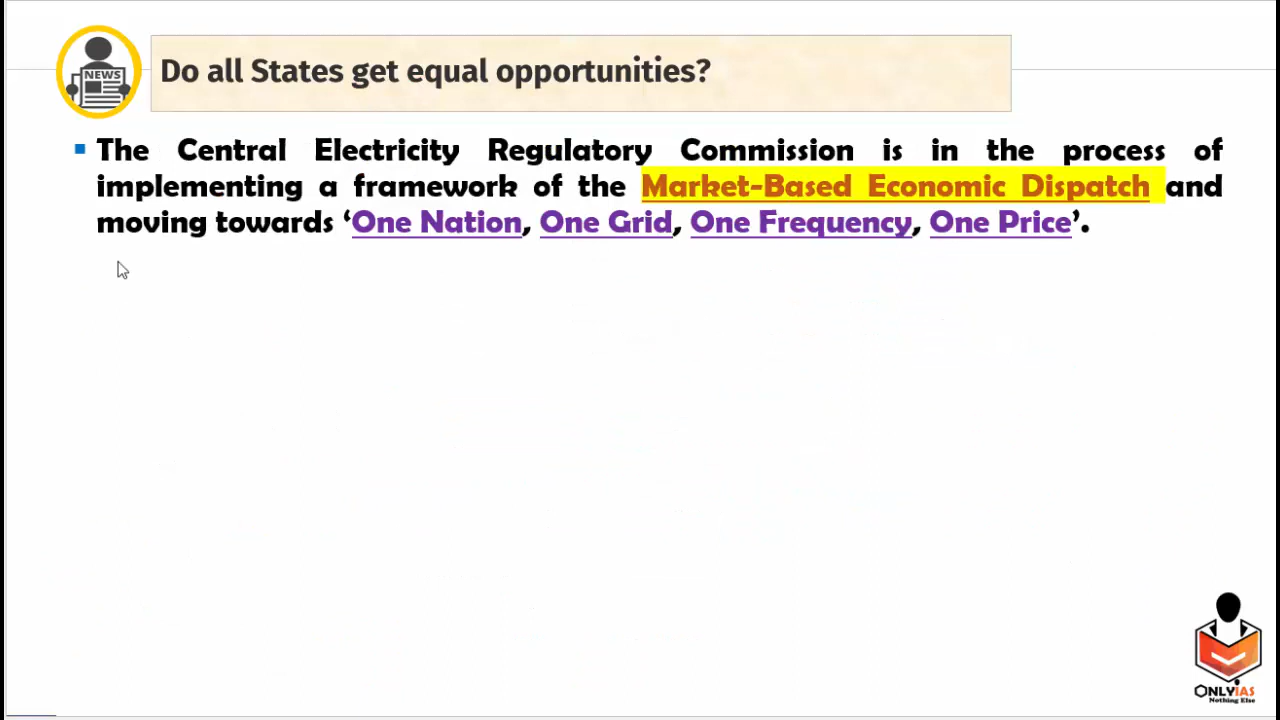 NEWS
Do all States get equal opportunities?
The Central Electricity Regulatory Commission is in the process of
implementing a framework of the Market-Based Economic Dispatch and
moving towards ‘One Nation, One Grid, One Frequency, One Price’.
ONLYIAS
Nothing Else